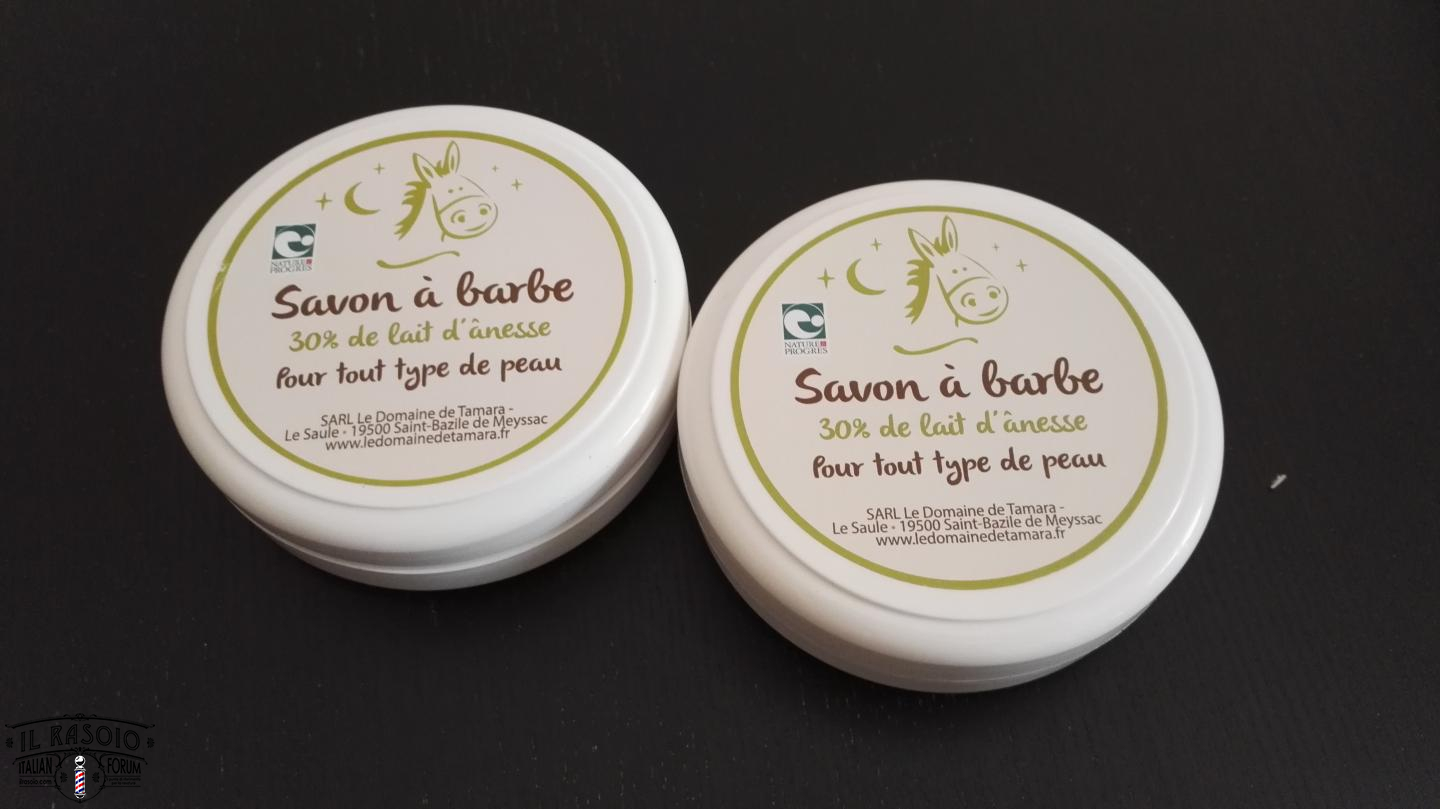 NATURE
PROGRES
Savon à barbe
30% de lait d'ânesse
Pour tout type de peau
SARL Le Domaine de Tamara -
Le Saule • 19500 Saint-Bazile de Meyssac
www.ledomainedetamara.fr
NATURE
PROGRES
Savon à barbe
30% de lait d'ânesse
Pour tout type de peau
SARL Le Domaine de Tamara -
Le Saule • 19500 Saint-Bazile de Meyssac
www.ledomainedetamara.fr
IL RASOIO
ITALIAN FORUM